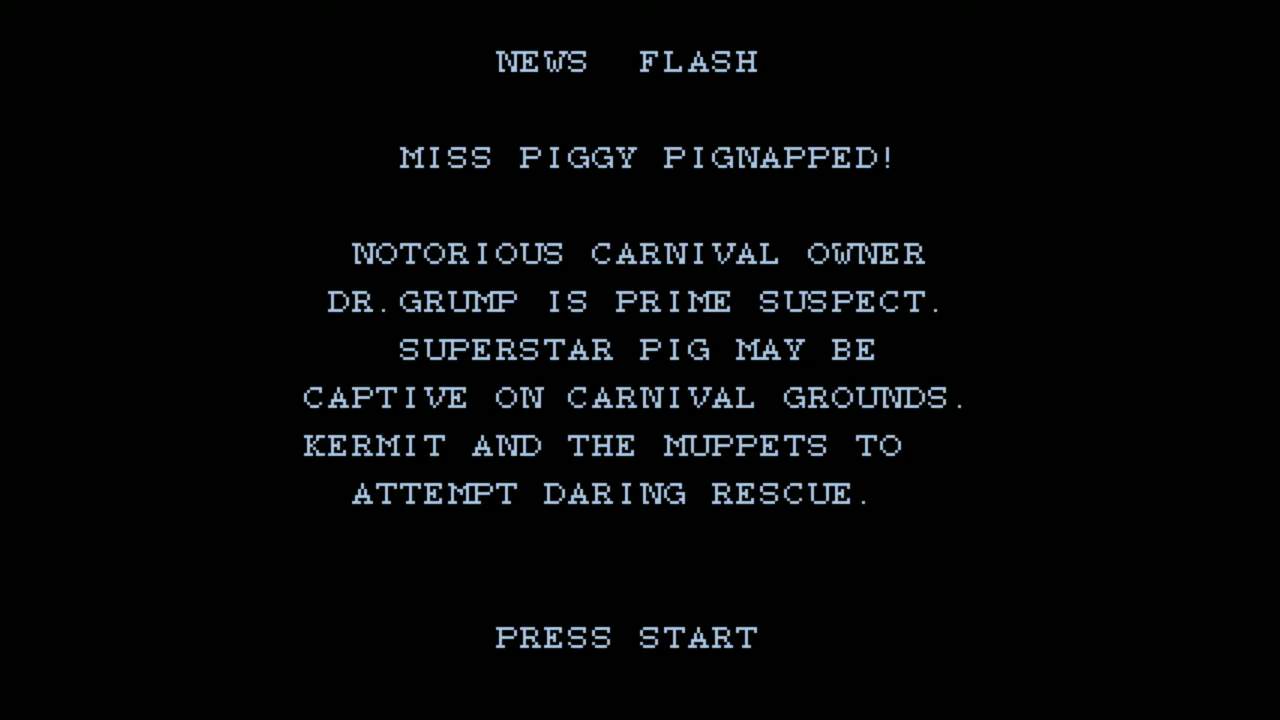 NEWS  FLASH
MISS PIGGY PIGNAPPED!
NOTORIOUS CARNIVAL OWNER
DR.GRUMP IS PRIME SUSPECT.
SUPERSTAR PIG MAY BE
CAPTIVE ON CARNIVAL GROUNDS.
KERMIT AND THE MUPPETS TO
ATTEMPT DARING RESCUE.
PRESS START